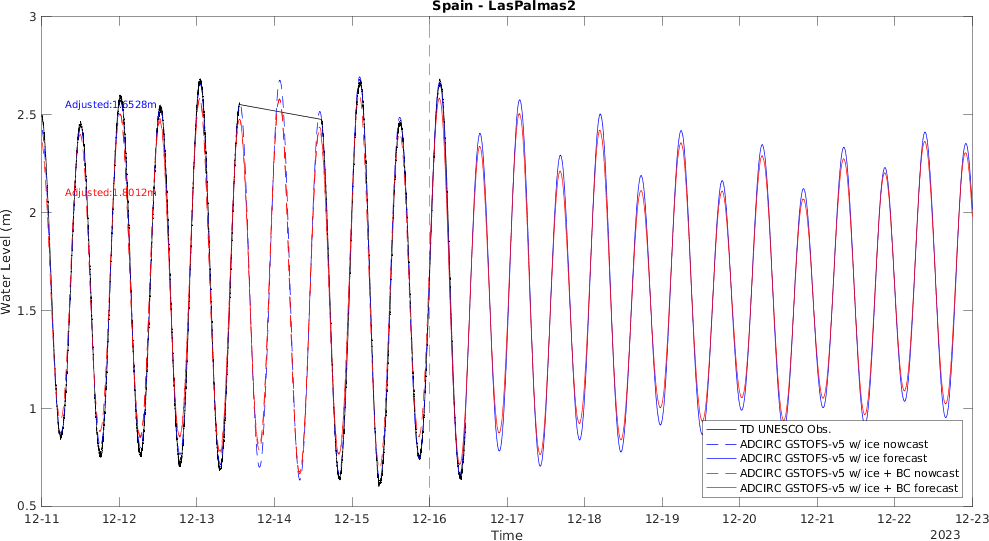 Spain - LasPalmas2
3
2.5
2
1.5
1
0.5
Water Level (m)
Adjusted:1.6528m
Adjusted:1.8012m
TD UNESCO Obs.
ADCIRC GSTOFS-v5 w/ ice nowcast
ADCIRC GSTOFS-v5 w/ ice forecast
ADCIRC GSTOFS-v5 w/ ice + BC nowcast
ADCIRC GSTOFS-v5 w/ ice + BC forecast
12-11 12-12 12-13 12-14 12-15 12-16 12-17 12-18 12-19 12-20 12-21 12-22 12-23
Time
2023